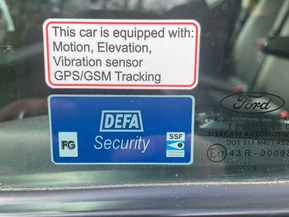 This car is equipped with:
Motion, Elevation,
Vibration sensor
GPS/GSM Tracking
DEFA
FG
Security
SSF
Ford